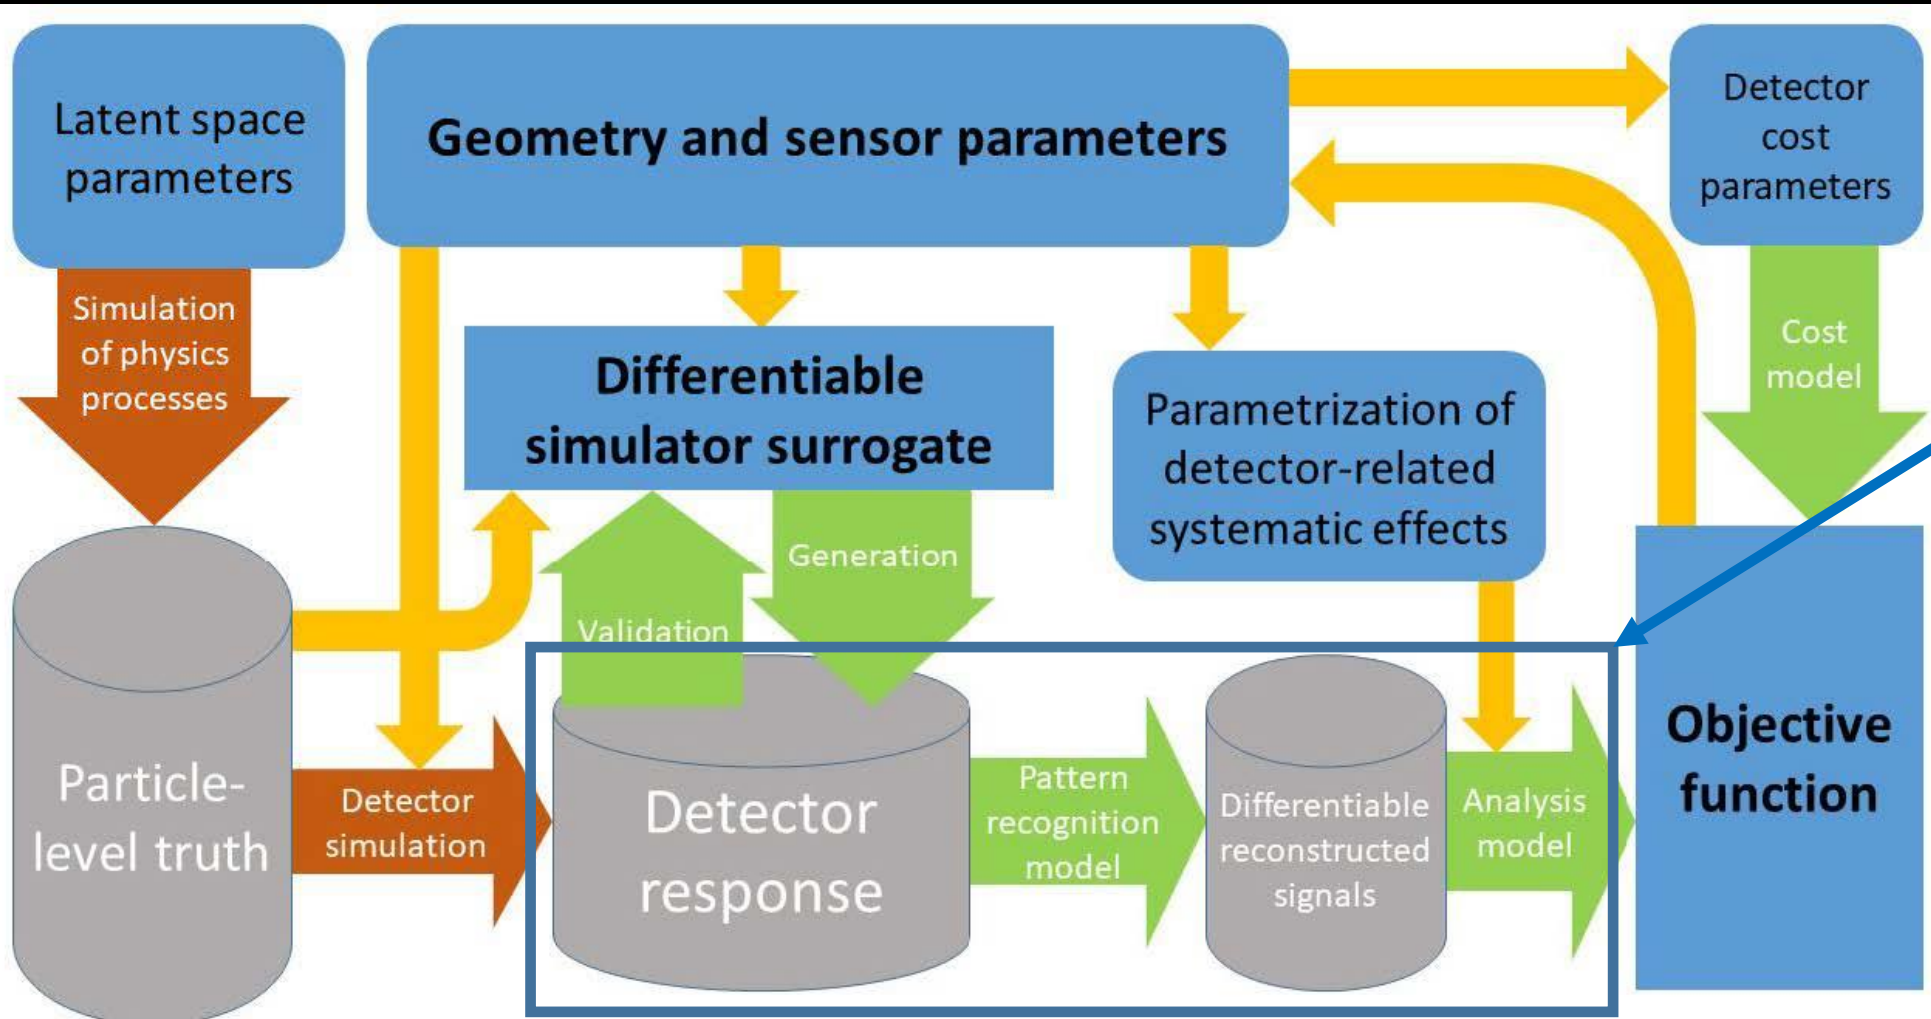 Latent space
parameters
Geometry and sensor parameters
Detector
cost
parameters
Simulation
of physics
processes
Differentiable
simulator surrogate
Parametrization of
detector-related
systematic effects
Cost
model
Validation
Generation
Particle-
level truth
Detector
simulation
Detector
response
Pattern
recognition
model
Differentiable
reconstructed
signals
Analysis
model
Objective
function